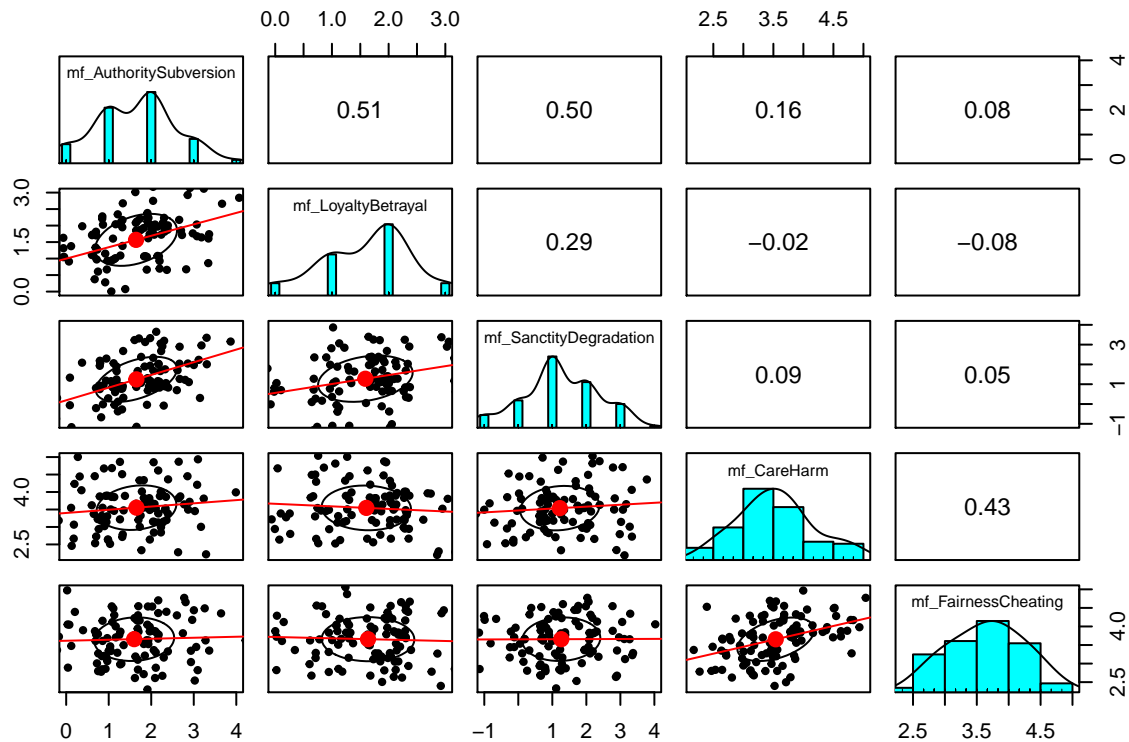 0.0 1.0 2.0 3.0
2.5 3.5 4.5
mf_AuthoritySubversion
0.51
0.50
0.16
0.08
0 2 4
0.0 1.5 3.0
mf_LoyaltyBetrayal
0.29
−0.02
−0.08
mf_SanctityDegradation
0.09
0.05
−1 1 3
2.5 4.0
mf_CareHarm
0.43
mf_FairnessCheating
2.5 4.0
0 1 2 3 4
−1 1 2 3 4
2.5 3.5 4.5